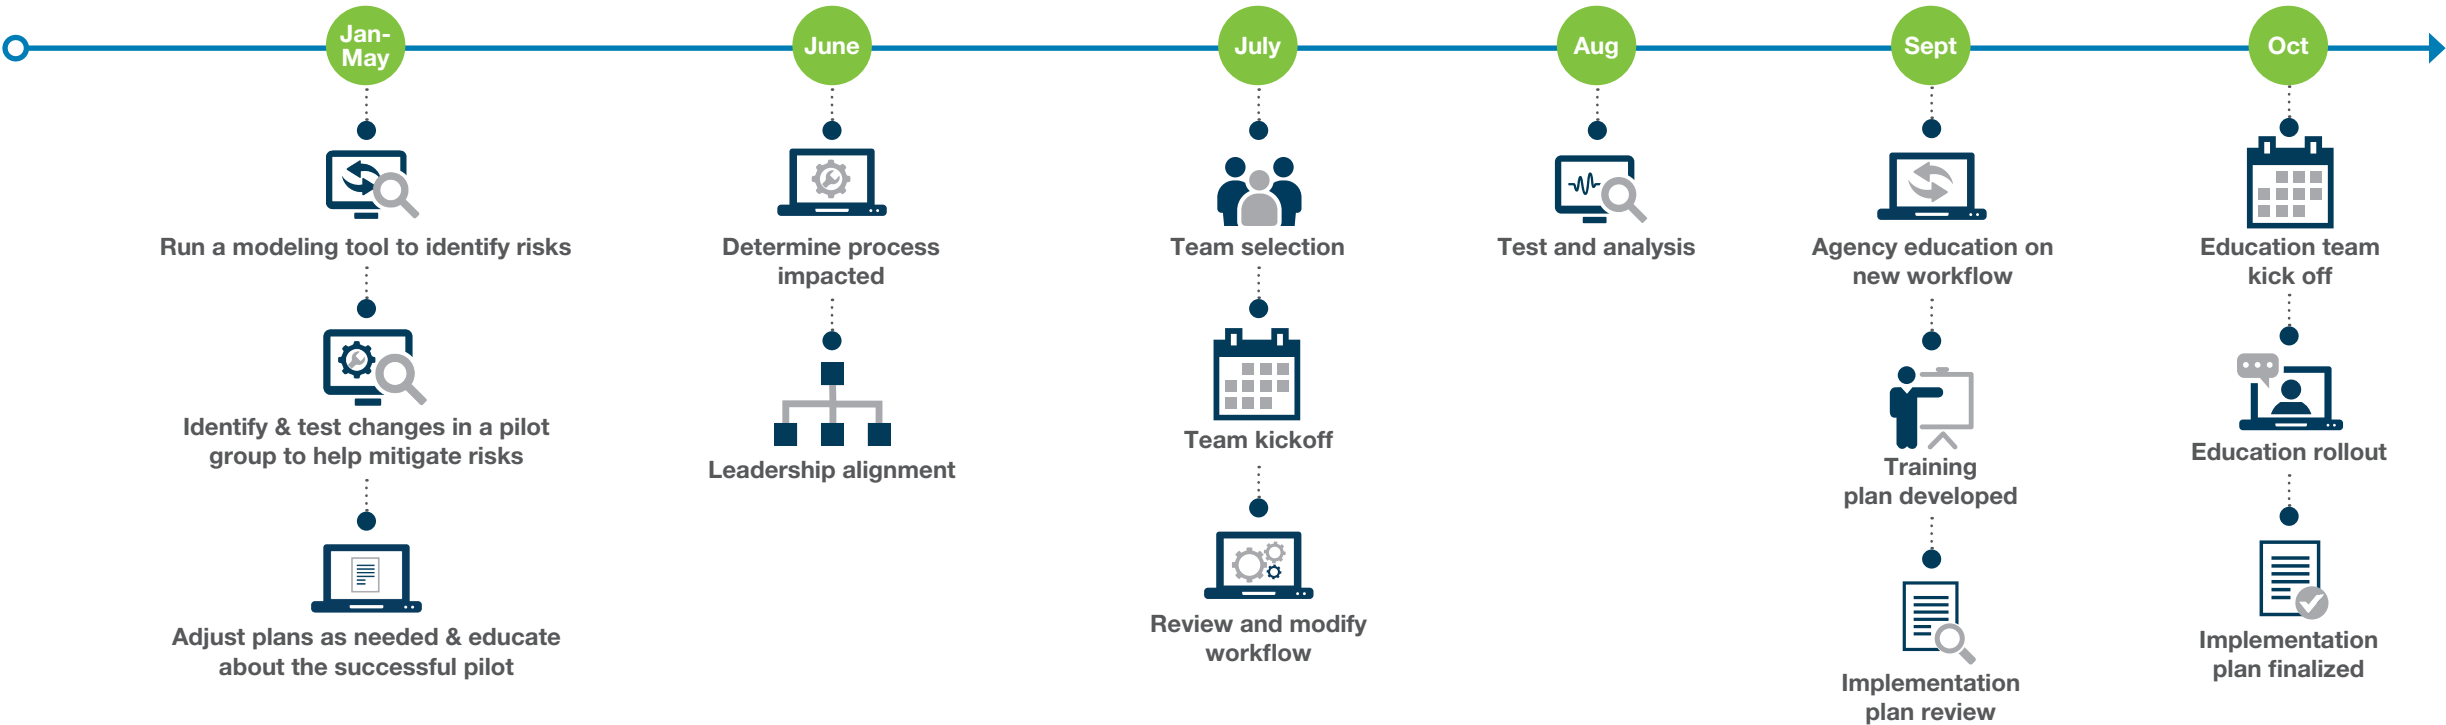 Jan-
May
Run a modeling tool to identify risks
Identify & test changes in a pilot
group to help mitigate risks
Adjust plans as needed & educate
about the successful pilot
June
Determine process
impacted
Leadership alignment
July
Team selection
Team kickoff
Review and modify
workflow
Aug
Test and analysis
Sept
Agency education on
new workflow
Training
plan developed
Implementation
plan review
Oct
Education team
kick off
Education rollout
Implementation
plan finalized